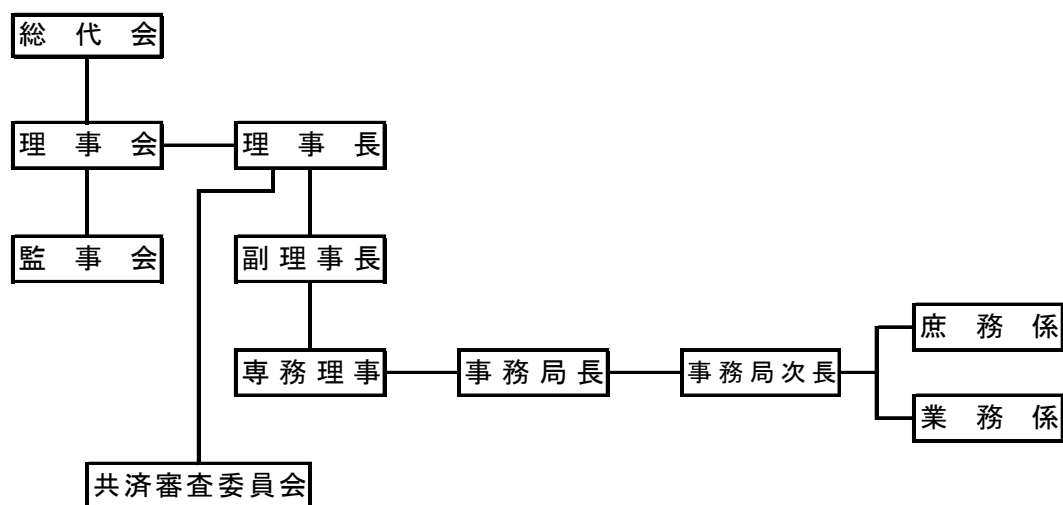 総代会
理事会
理事長
監事会
副理事長
庶務係
専務理事
事務局長
事務局次長
業務係
共済審査委員会